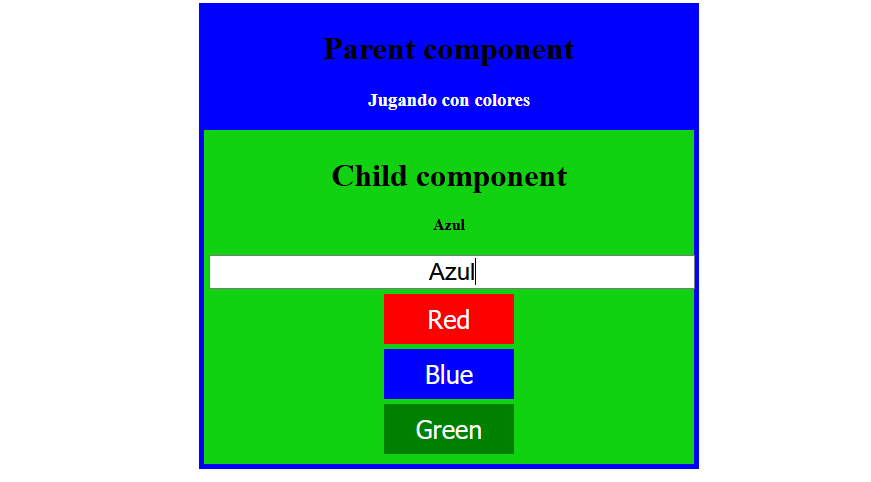 Parent component
Jugando con colores
Child component
Azul
Azul
Red
Blue
Green